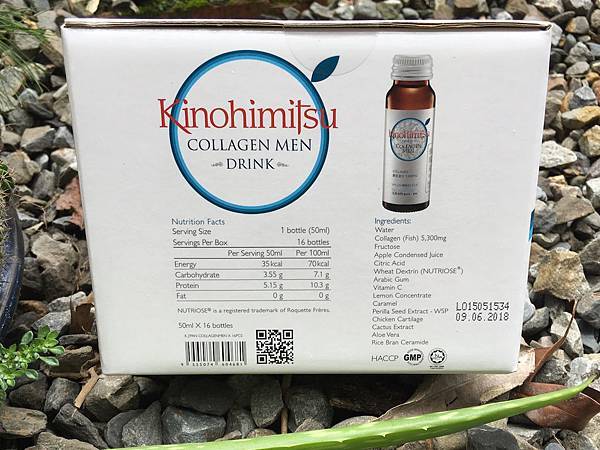 Kinohimitsu
COLLAGEN MEN
DRINK
Kinohimitsu
COLLAGEN
MEN
Nutrition Facts
Serving Size 1 bottle (50ml)
Servings Per Box 16 bottles
Per Serving 50ml Per 100ml
Energy 35kcal 70kcal
Carbohydrate 3.55 g 7.1 g
Protein 5.15 g 10.3 g
Fat 0 g 0 g
NUTRIOSE® is a registered trademark of Roquette Frères.
50ml X 16 bottles
Ingredients:
Water
Collagen (Fish) 5,300mg
Fructose
Apple Condensed Juice
Citric Acid
Wheat Dextrin (NUTRIOSE®)
Arabic Gum
Vitamin C
Lemon Concentrate
Caramel
Perilla Seed Extract - WSP
Chicken Cartilage
Cactus Extract
Aloe Vera
Rice Bran Ceramide
LO15051534
09.06.2018
HACCP GMP